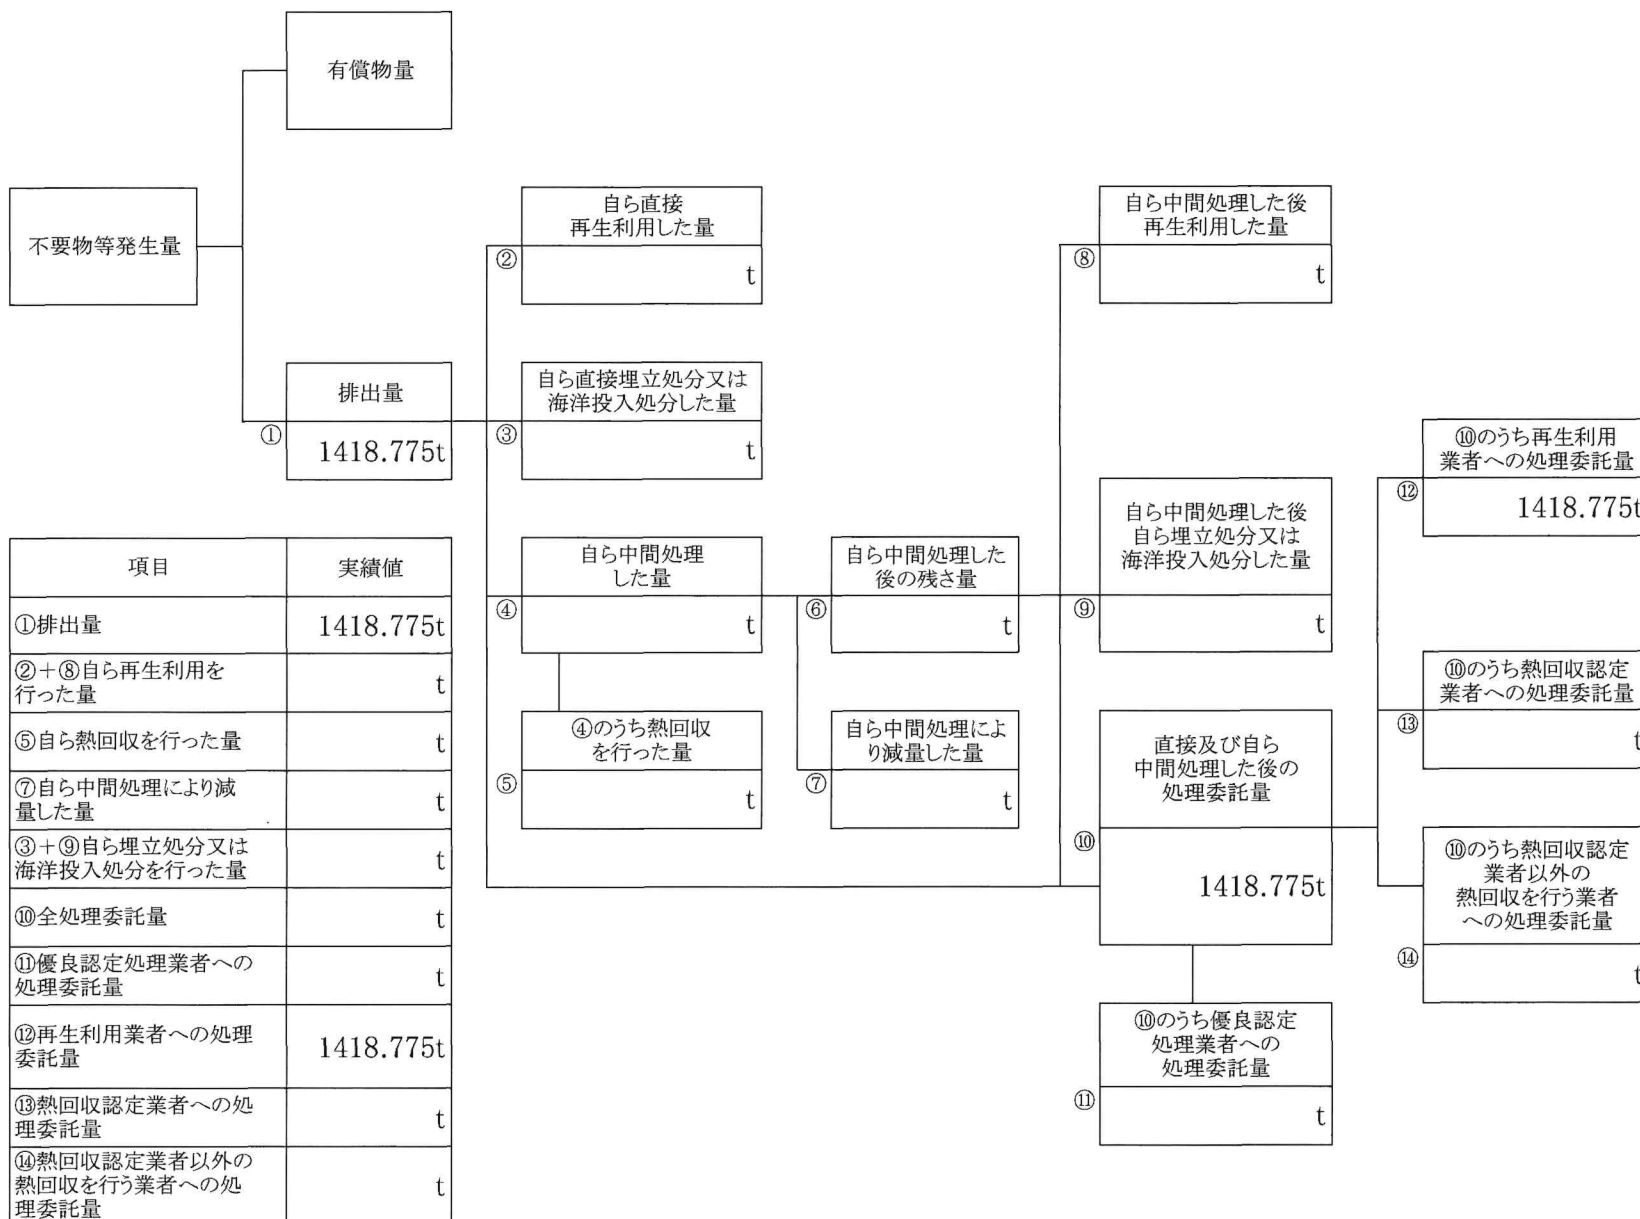 有償物量
不要物等発生量
自ら直接
再生利用した量
②
t
自ら中間処理した後
再生利用した量
⑧
t
排出量
①
1418.775t
自ら直接埋立処分又は
海洋投入処分した量
③
t
自ら中間処理
した量
④
t
自ら中間処理した
後の残さ量
⑥
t
自ら中間処理した後
自ら埋立処分又は
海洋投入処分した量
⑨
t
④のうち熱回収
を行った量
⑤
t
自ら中間処理によ
り減量した量
⑦
t
直接及び自ら
中間処理した後の
処理委託量
⑩
1418.775t
⑩のうち優良認定
処理業者への
処理委託量
⑪
t
⑩のうち再生利用
業者への処理委託量
⑫
1418.775t
⑩のうち熱回収認定
業者への処理委託量
⑬
t
⑩のうち熱回収認定
業者以外の
熱回収を行う業者
への処理委託量
⑭
t
項目 実績値
①排出量 1418.775t
②+⑧自ら再生利用を
行った量 t
⑤自ら熱回収を行った量 t
⑦自ら中間処理により減
量した量 t
③+⑨自ら埋立処分又は
海洋投入処分を行った量 t
⑩全処理委託量 t
⑪優良認定処理業者への
処理委託量 t
⑫再生利用業者への処理
委託量 1418.775t
⑬熱回収認定業者への処
理委託量 t
⑭熱回収認定業者以外の
熱回収を行う業者への処
理委託量 t